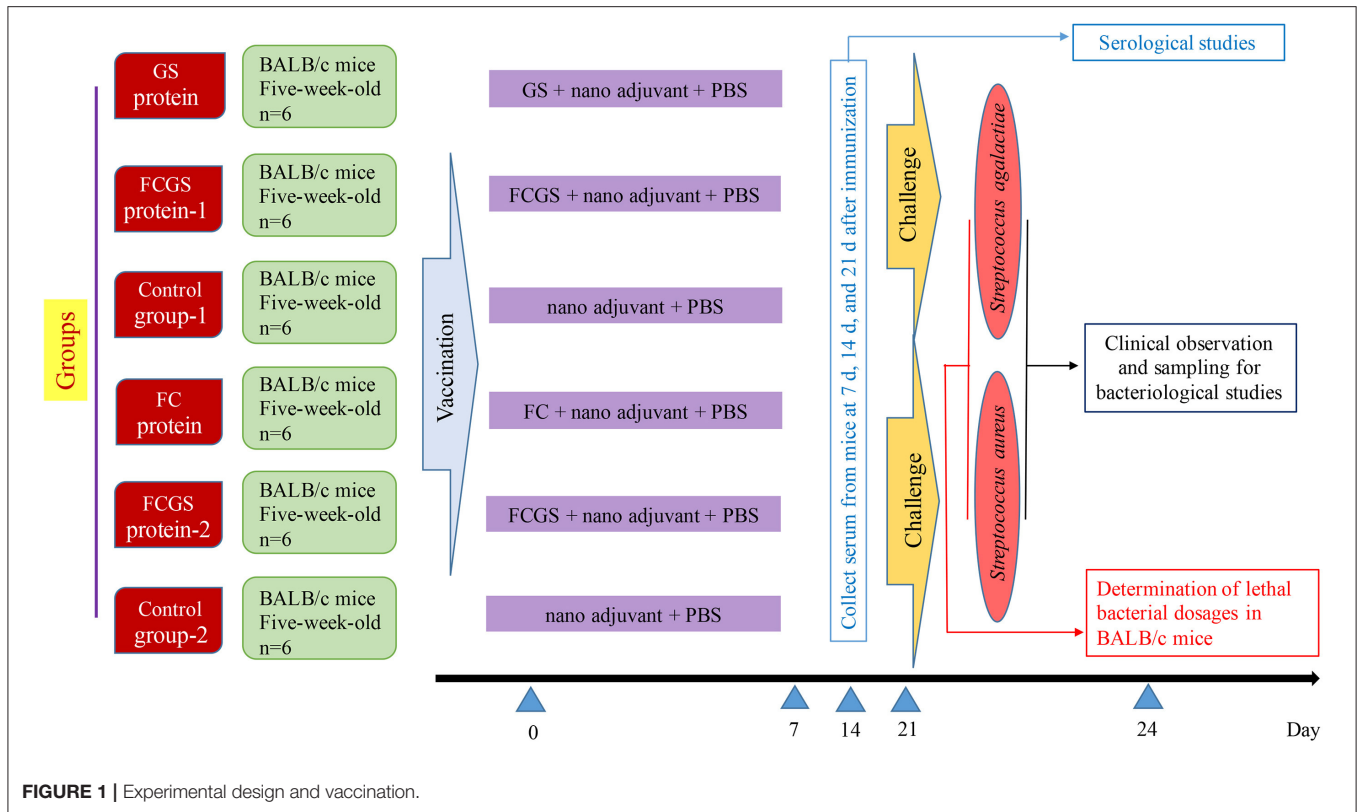 Groups
GS
protein
BALB/c mice
Five-week-old
n=6
FCGS
protein-1
BALB/c mice
Five-week-old
n=6
Control
group-1
BALB/c mice
Five-week-old
n=6
FC
protein
BALB/c mice
Five-week-old
n=6
FCGS
protein-2
BALB/c mice
Five-week-old
n=6
Control
group-2
BALB/c mice
Five-week-old
n=6
Vaccination
GS + nano adjuvant + PBS
FCGS + nano adjuvant + PBS
nano adjuvant + PBS
FC + nano adjuvant + PBS
FCGS + nano adjuvant + PBS
nano adjuvant + PBS
Collect serum from mice at 7 d, 14 d, and 21 d after immunization
Challenge
Challenge
Streptococcus agalactiae
Streptococcus aureus
Serological studies
Clinical observation
and sampling for
bacteriological studies
Determination of lethal
bacterial dosages in
BALB/c mice
0 7 14 21 24 Day
FIGURE 1 | Experimental design and vaccination.